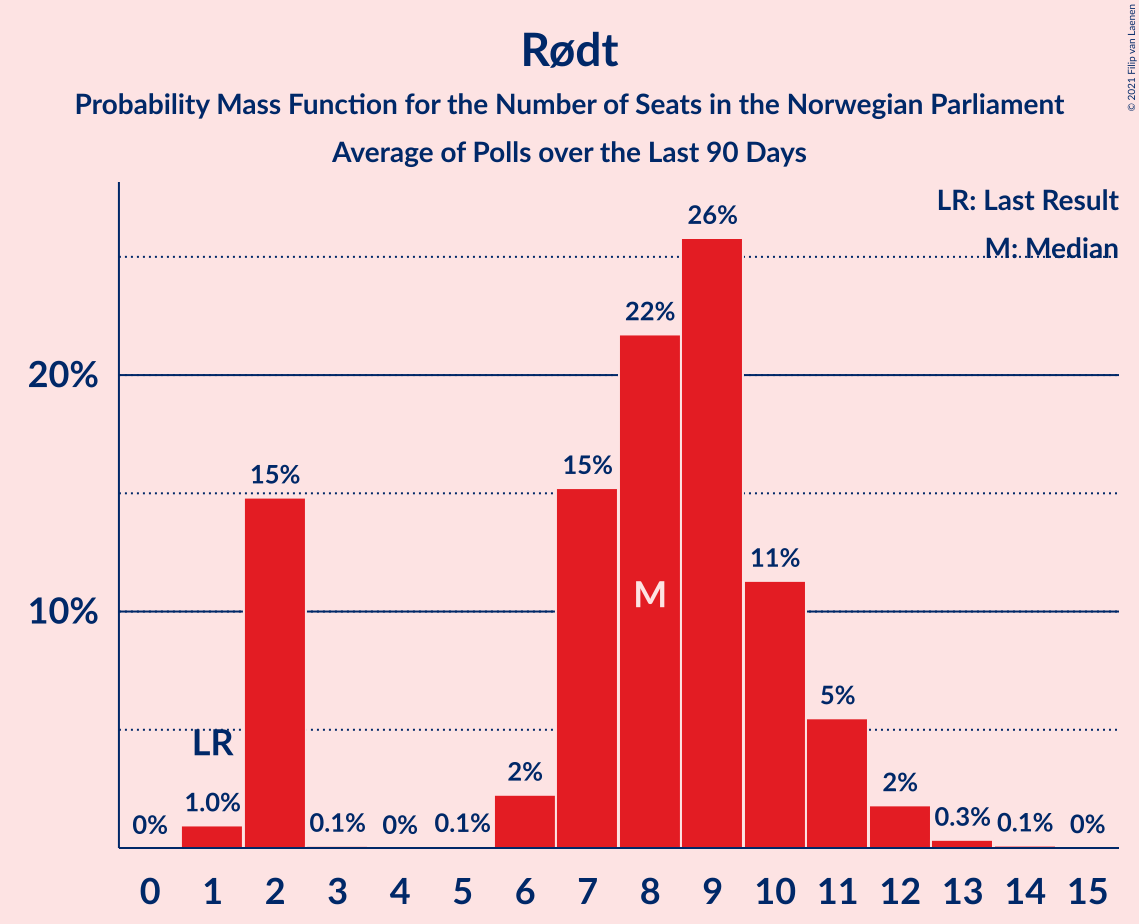 Rødt
Probability Mass Function for the Number of Seats in the Norwegian Parliament
Average of Polls over the Last 90 Days
© 2021 Filip van Laenen
LR: Last Result
M: Median
20%
10%
0%
LR
1.0%
15%
0.1%
0%
0.1%
2%
15%
22%
M
26%
11%
5%
2%
0.3%
0.1%
0%
0 1 2 3 4 5 6 7 8 9 10 11 12 13 14 15